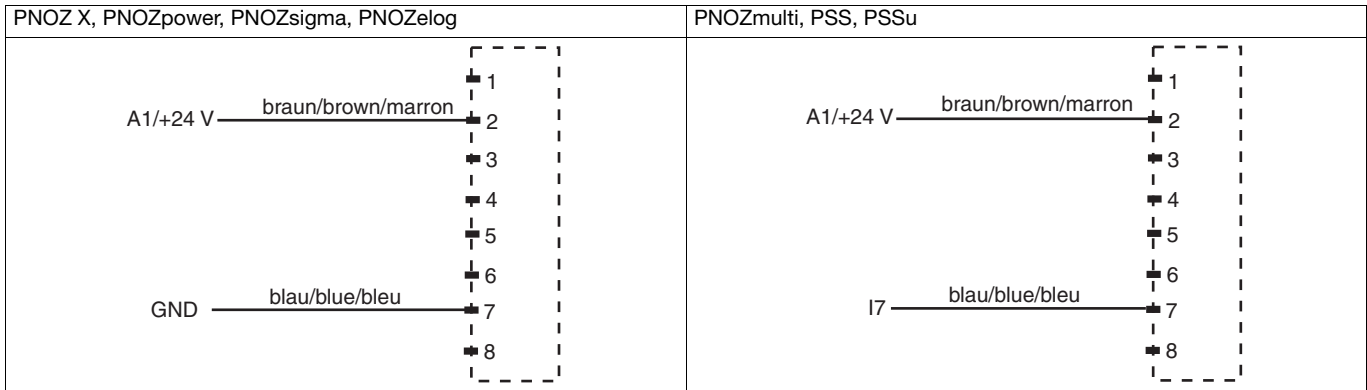 PNOZ X, PNOZpower, PNOZsigma, PNOZelog
1
braun/brown/marron
A1/+24 V
2
3
4
5
6
blau/blue/bleu
GND
7
8
PNOZmulti, PSS, PSSu
1
braun/brown/marron
A1/+24 V
2
3
4
5
6
blau/blue/bleu
I7
7
8